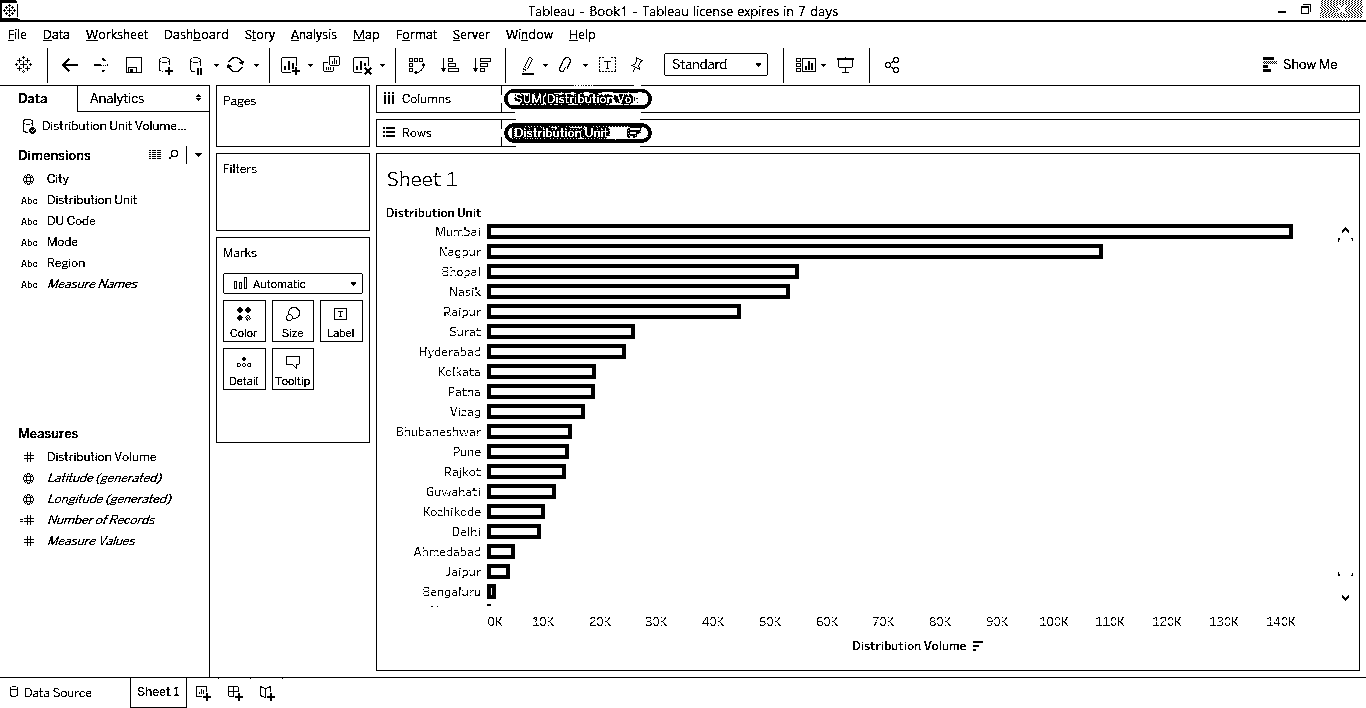 Tableau - Book1 - Tableau license expires in 7 days
File Data Worksheet Dashboard Story Analysis Map Format Server Window Help
Standard
Show Me
Data
Analytics
Distribution Unit Volume...
Dimensions
City
Abc Distribution Unit
Abc DU Code
Abc Mode
Abc Region
Abc Measure Names
Measures
# Distribution Volume
Latitude (generated)
Longitude (generated)
=# Number of Records
# Measure Values
Pages
Filters
Marks
Automatic
Color Size Label
Detail Tooltip
Columns
SUM(Distribution Vo..
Rows
Distribution Unit
Sheet 1
Distribution Unit
Mumbai
Nagpur
Bhopal
Nasik
Raipur
Surat
Hyderabad
Kolkata
Patna
Vizag
Bhubaneshwar
Pune
Rajkot
Guwahati
Kozhikode
Delhi
Ahmedabad
Jaipur
Bengaluru
0K 10K 20K 30K 40K 50K 60K 70K 80K 90K 100K 110K 120K 130K 140K
Distribution Volume
Data Source
Sheet 1